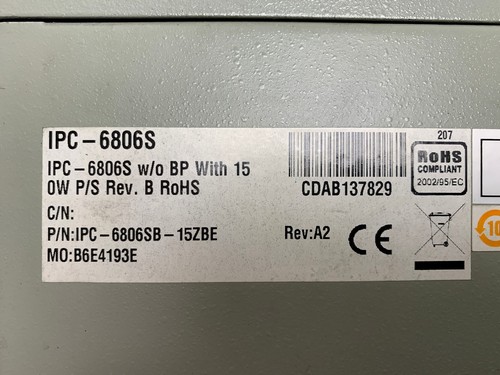 IPC-6806S
IPC-6806S w/o BP With 15
0W P/S Rev. B RoHS
C/N:
P/N:IPC-6806SB-15ZBE
MO:B6E4193E
CDAB137829
Rev:A2
CE
207
RoHS
COMPLIANT
2002/95/EC
10